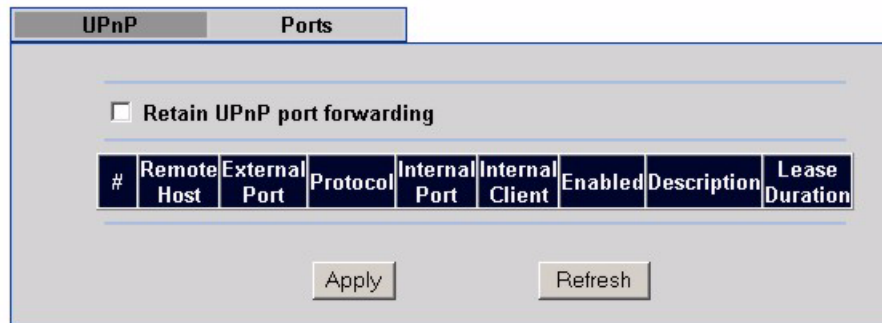 UPnP Ports
Retain UPnP port forwarding
# Remote Host External Port Protocol Internal Port Internal Client Enabled Description Lease Duration
Apply Refresh